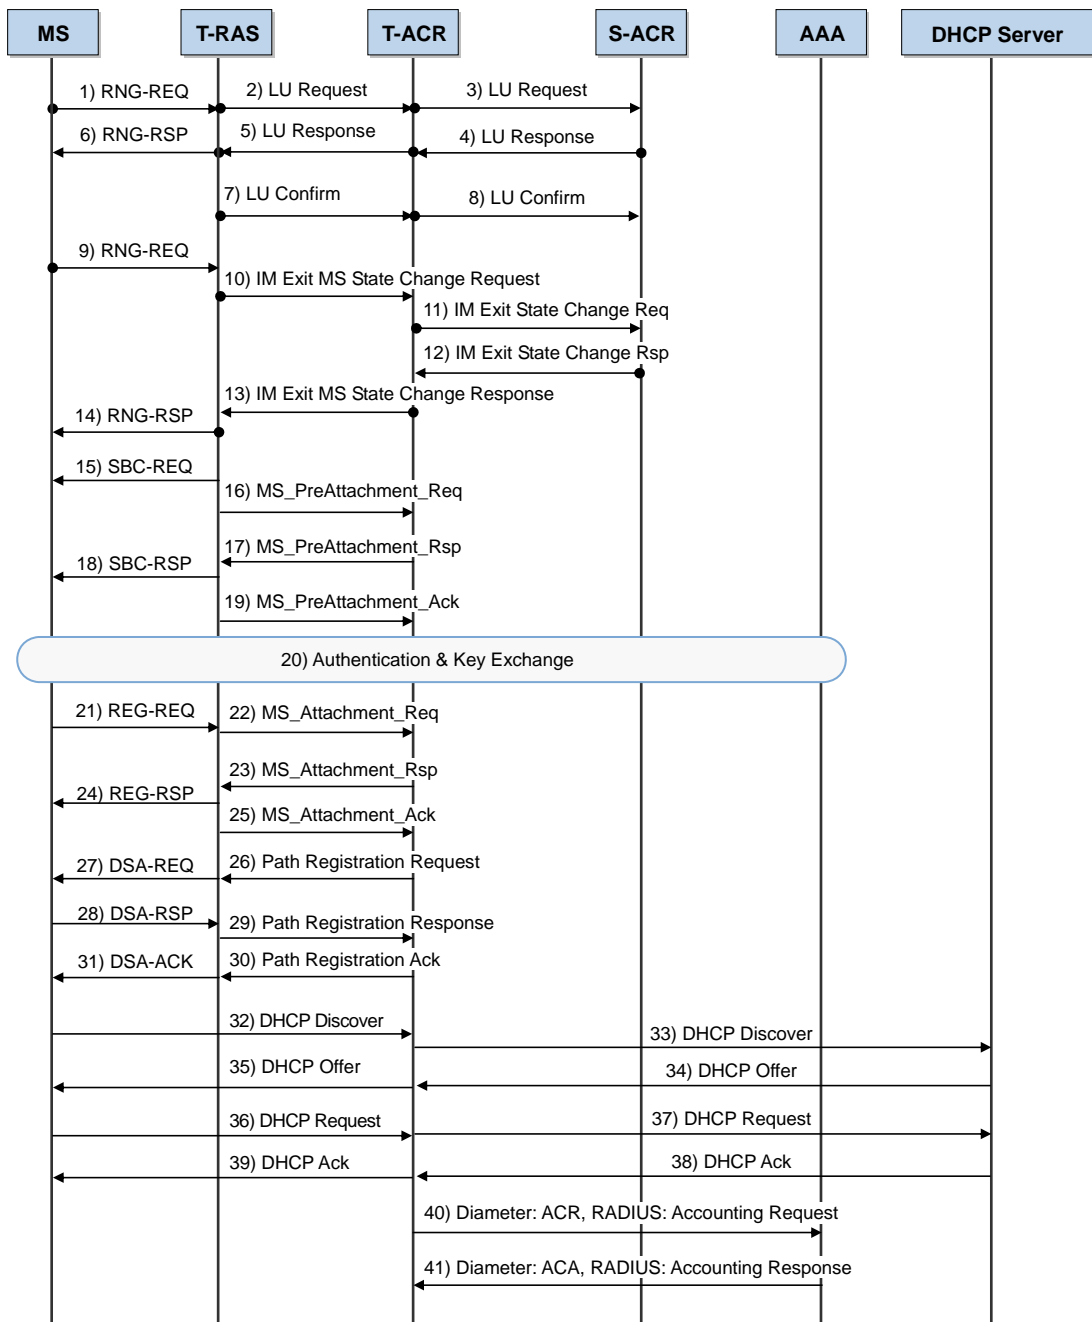 MS
T-RAS
T-ACR
S-ACR
AAA
DHCP Server
1) RNG-REQ
2) LU Request
3) LU Request
6) RNG-RSP
5) LU Response
4) LU Response
7) LU Confirm
8) LU Confirm
9) RNG-REQ
10) IM Exit MS State Change Request
11) IM Exit State Change Req
12) IM Exit State Change Rsp
13) IM Exit MS State Change Response
14) RNG-RSP
15) SBC-REQ
16) MS_PreAttachment_Req
17) MS_PreAttachment_Rsp
18) SBC-RSP
19) MS_PreAttachment_Ack
20) Authentication & Key Exchange
21) REG-REQ
22) MS_Attachment_Req
23) MS_Attachment_Rsp
24) REG-RSP
25) MS_Attachment_Ack
27) DSA-REQ
26) Path Registration Request
28) DSA-RSP
29) Path Registration Response
31) DSA-ACK
30) Path Registration Ack
32) DHCP Discover
33) DHCP Discover
35) DHCP Offer
34) DHCP Offer
36) DHCP Request
37) DHCP Request
39) DHCP Ack
38) DHCP Ack
40) Diameter: ACR, RADIUS: Accounting Request
41) Diameter: ACA, RADIUS: Accounting Response